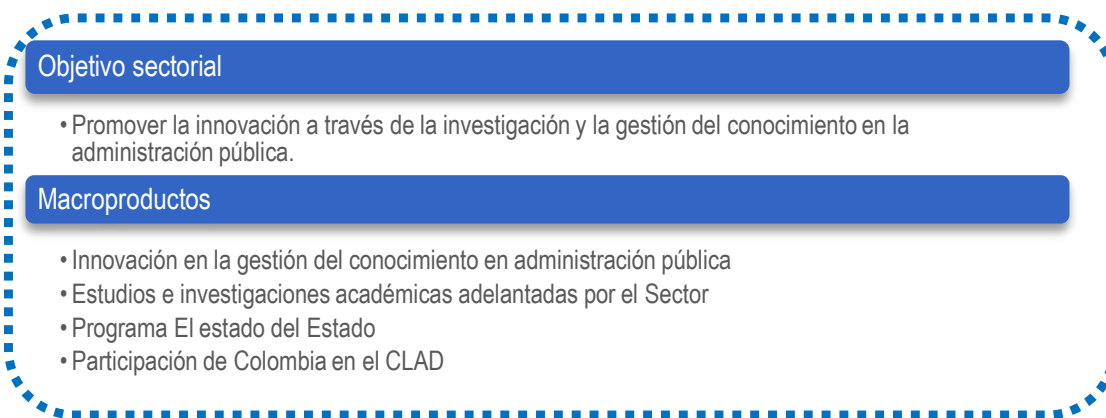 Objetivo sectorial
• Promover la innovación a través de la investigación y la gestión del conocimiento en la
administración pública.
Macroproductos
• Innovación en la gestión del conocimiento en administración pública
• Estudios e investigaciones académicas adelantadas por el Sector
• Programa El estado del Estado
• Participación de Colombia en el CLAD